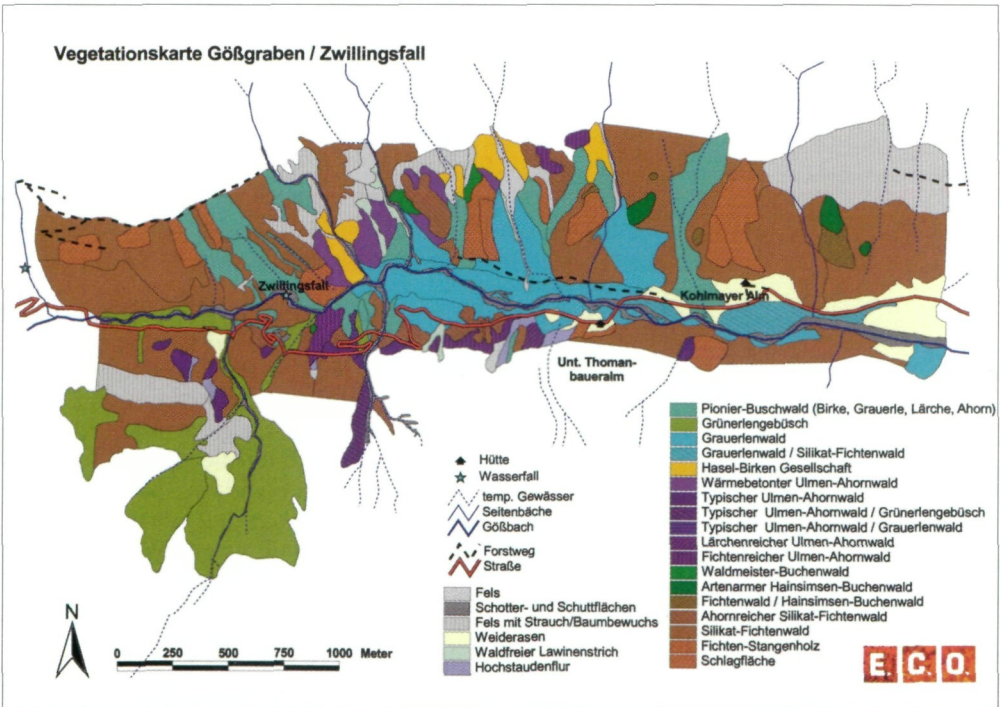 Vegetationskarte Gößgraben / Zwillingsfall
Zwillingsfall
Kohlmayer Alm
Unt. Thoman-
baueralm
Hütte
Wasserfall
temp. Gewässer
Seitenbäche
Gößbach
Forstweg
Straße
Fels
Schotter- und Schuttflächen
Fels mit Strauch/Baumbewuchs
Weiderasen
Waldfreier Lawinenstrich
Hochstaudenflur
Pionier-Buschwald (Birke, Grauerle, Lärche, Ahorn)
Grünerlengebüsch
Grauerlenwald
Grauerlenwald / Silikat-Fichtenwald
Hasel-Birken Gesellschaft
Wärmebetonter Ulmen-Ahornwald
Typischer Ulmen-Ahornwald
Typischer Ulmen-Ahornwald / Grünerlengebüsch
Typischer Ulmen-Ahornwald / Grauerlenwald
Lärchenreicher Ulmen-Ahornwald
Fichtenreicher Ulmen-Ahornwald
Waldmeister-Buchenwald
Artenarmer Hainsimsen-Buchenwald
Fichtenwald / Hainsimsen-Buchenwald
Ahornreicher Silikat-Fichtenwald
Silikat-Fichtenwald
Fichten-Stangenholz
Schlagfläche
N
0 250 500 750 1000 Meter
E.C.O.